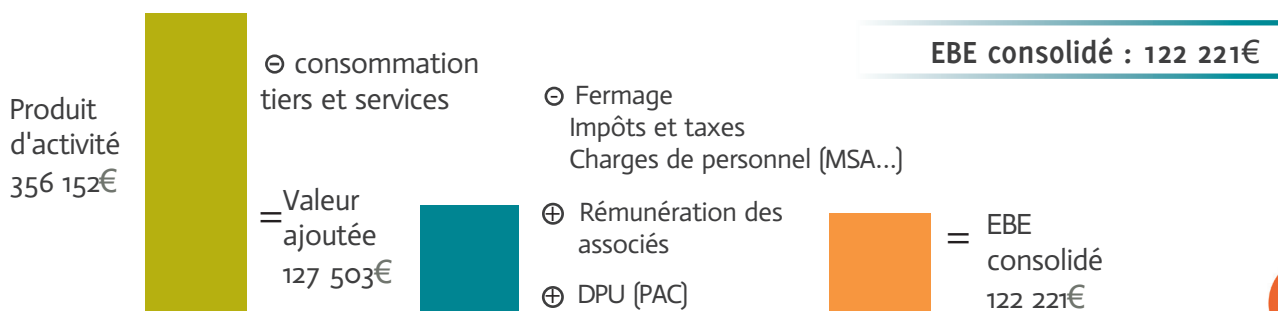 EBE consolidé : 122 221€
Produit
d'activité
356 152€
⊖ consommation
tiers et services
=Valeur
ajoutée
127 503€
⊖ Fermage
Impôts et taxes
Charges de personnel (MSA...)
⊕ Rémunération des
associés
⊕ DPU (PAC)
= EBE
consolidé
122 221€